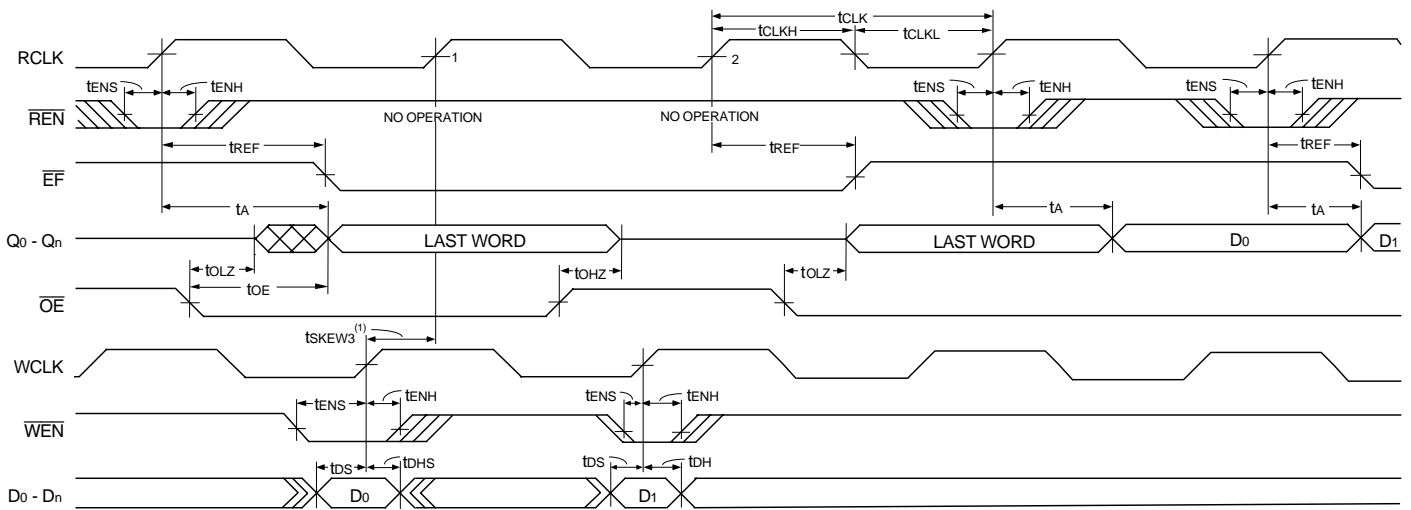 tCLK
tCLKH tCLKL
RCLK 1 2
tENS tENH tENS tENH tENS tENH
REN NO OPERATION NO OPERATION
tREF tREF tREF
EF
tA tA tA
Q0 - Qn LAST WORD LAST WORD D0 D1
tOLZ tOHZ tOLZ
tOE
OE
tSKEW3(1)
WCLK
tENS tENH tENS tENH
WEN
tDS tDHS tDS tDH
D0 - Dn D0 D1